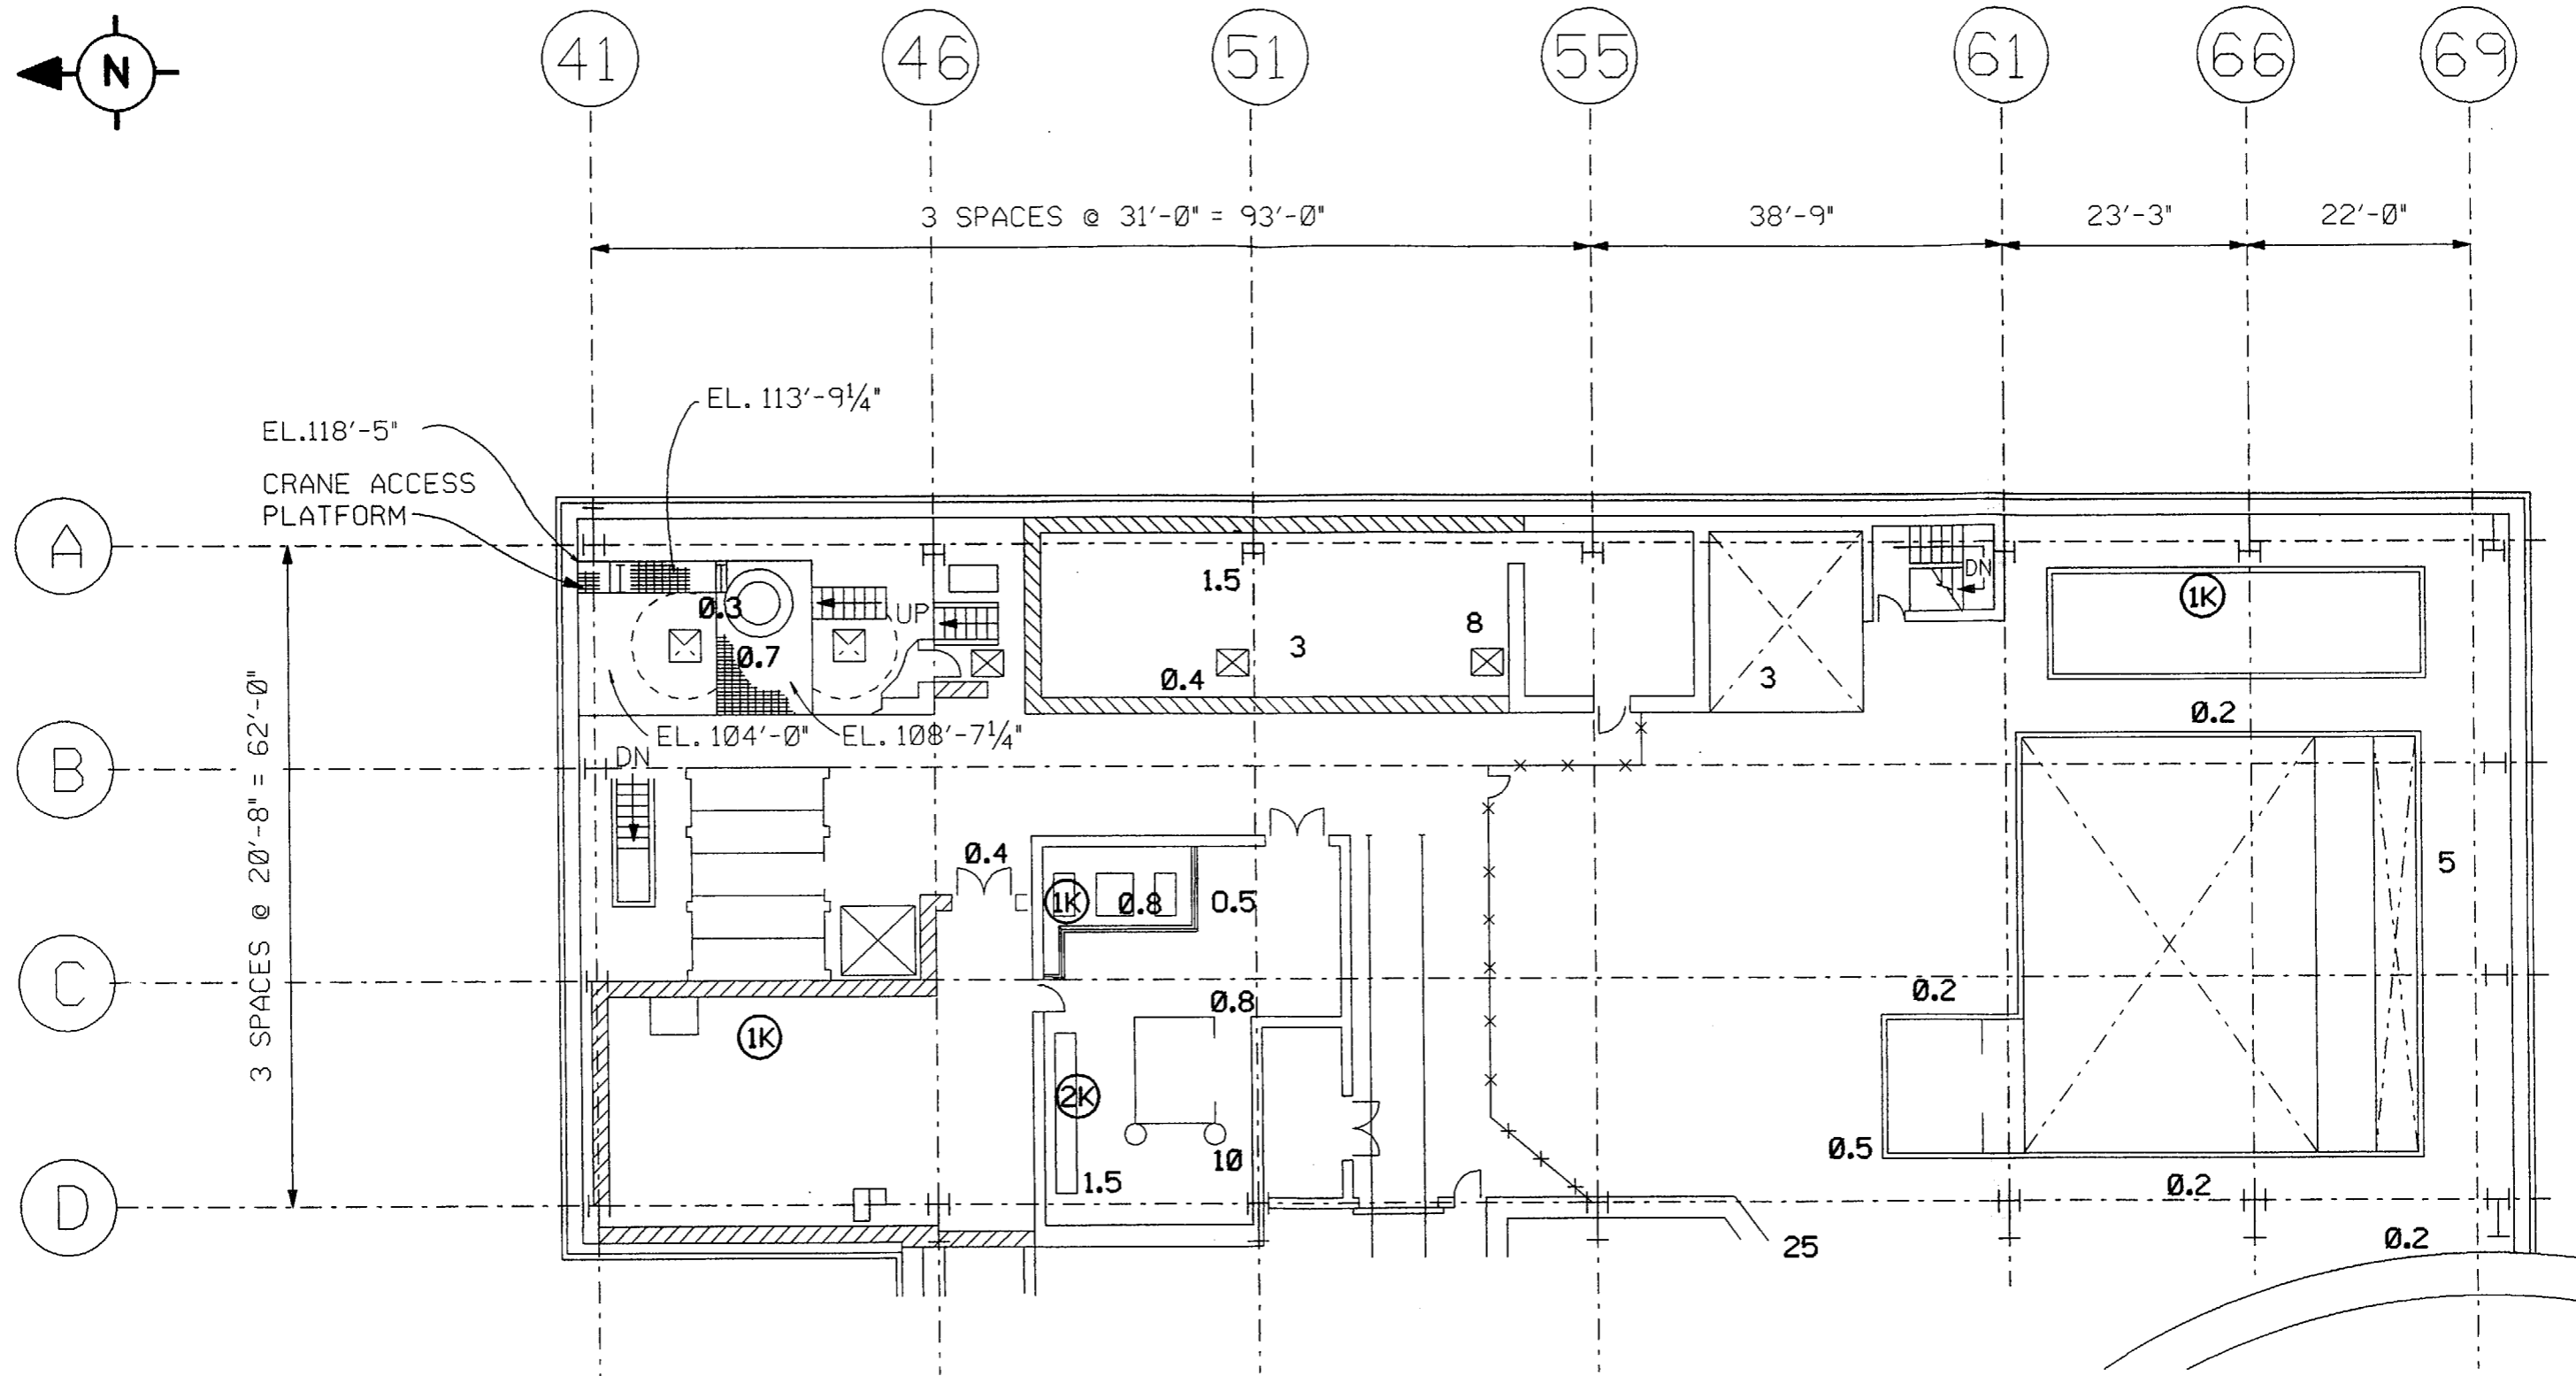 N
41
46
51
55
61
66
69
3 SPACES @ 31'-0" = 93'-0"
38'-9"
23'-3"
22'-0"
EL. 113'-9¼"
EL.118'-5"
CRANE ACCESS
PLATFORM
A
1.5
DN
1K
0.3
UP
8
3
0.7
0.4
3
0.2
EL. 104'-0"
EL. 108'-7¼"
DN
B
3 SPACES @ 20'-8" = 62'-0"
0.4
5
1K
0.8
0.5
C
0.2
0.8
1K
2K
0.5
10
1.5
0.2
D
25
0.2